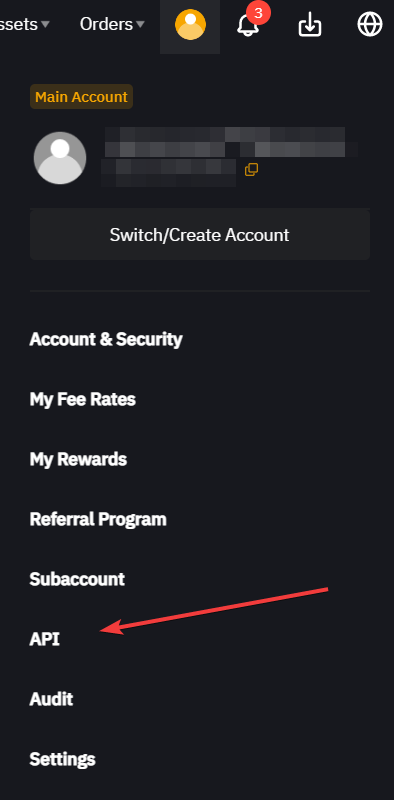 ssets Orders 3
Main Account
Switch/Create Account
Account & Security
My Fee Rates
My Rewards
Referral Program
Subaccount
API
Audit
Settings